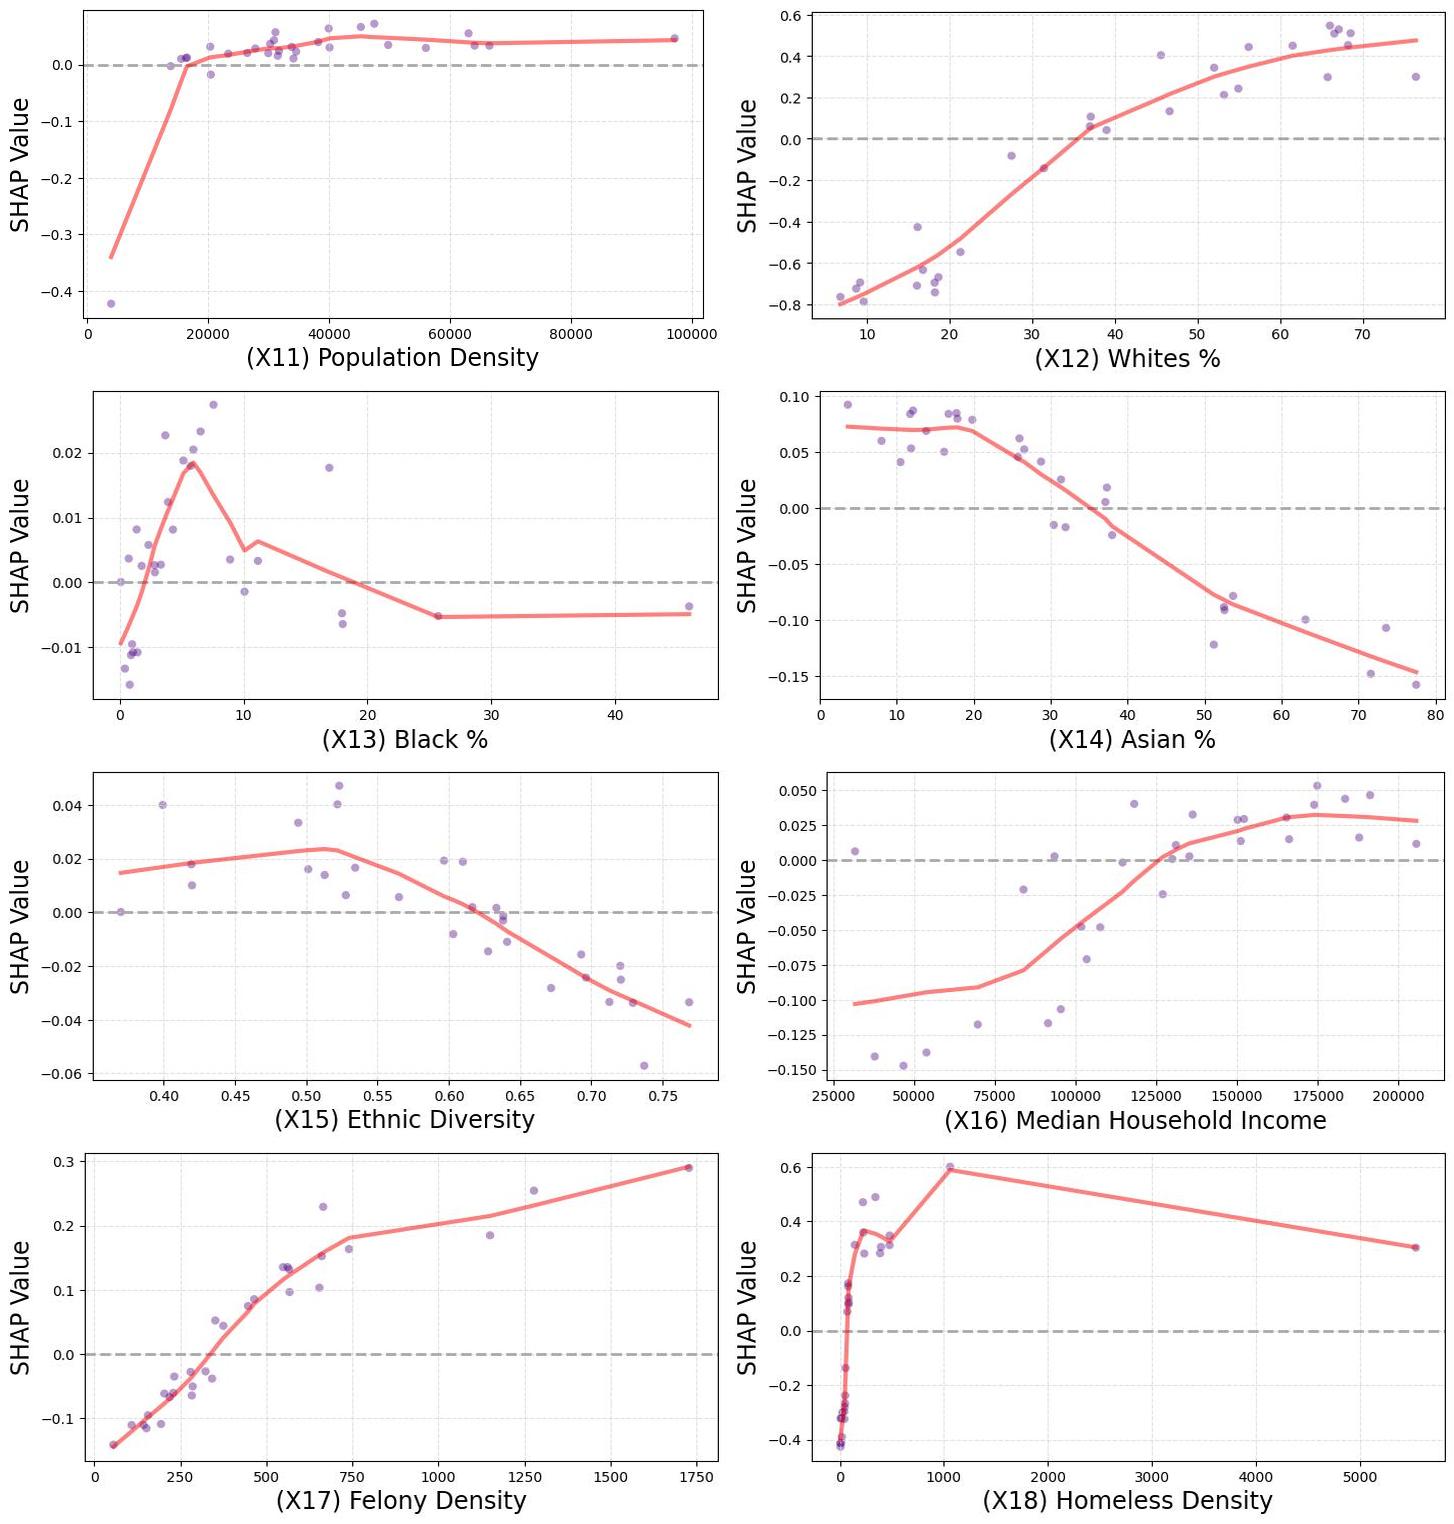 SHAP Value
0.0
−0.1
−0.2
−0.3
−0.4
0 20000 40000 60000 80000 100000
(X11) Population Density
SHAP Value
0.6
0.4
0.2
0.0
−0.2
−0.4
−0.6
−0.8
10 20 30 40 50 60 70
(X12) Whites %
SHAP Value
0.02
0.01
0.00
−0.01
0 10 20 30 40
(X13) Black %
SHAP Value
0.10
0.05
0.00
−0.05
−0.10
−0.15
0 10 20 30 40 50 60 70 80
(X14) Asian %
SHAP Value
0.04
0.02
0.00
−0.02
−0.04
−0.06
0.40 0.45 0.50 0.55 0.60 0.65 0.70 0.75
(X15) Ethnic Diversity
SHAP Value
0.050
0.025
0.000
−0.025
−0.050
−0.075
−0.100
−0.125
−0.150
25000 50000 75000 100000 125000 150000 175000 200000
(X16) Median Household Income
SHAP Value
0.3
0.2
0.1
0.0
−0.1
0 250 500 750 1000 1250 1500 1750
(X17) Felony Density
SHAP Value
0.6
0.4
0.2
0.0
−0.2
−0.4
0 1000 2000 3000 4000 5000
(X18) Homeless Density